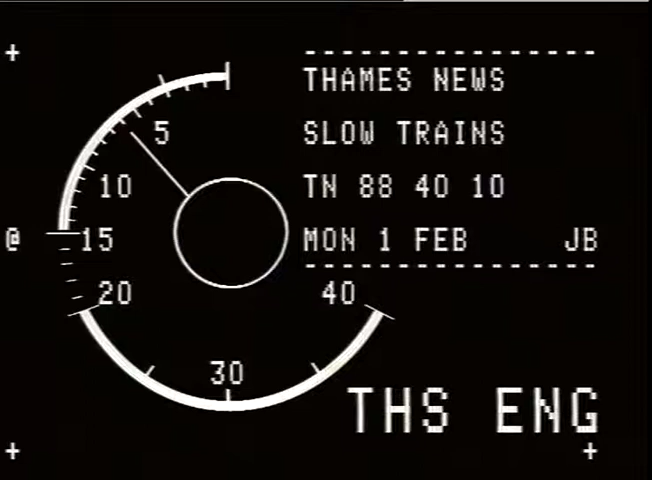 THAMES NEWS
SLOW TRAINS
TN 88 40 10
MON 1 FEB JB
5
10
@ 15
20
40
30
THS ENG